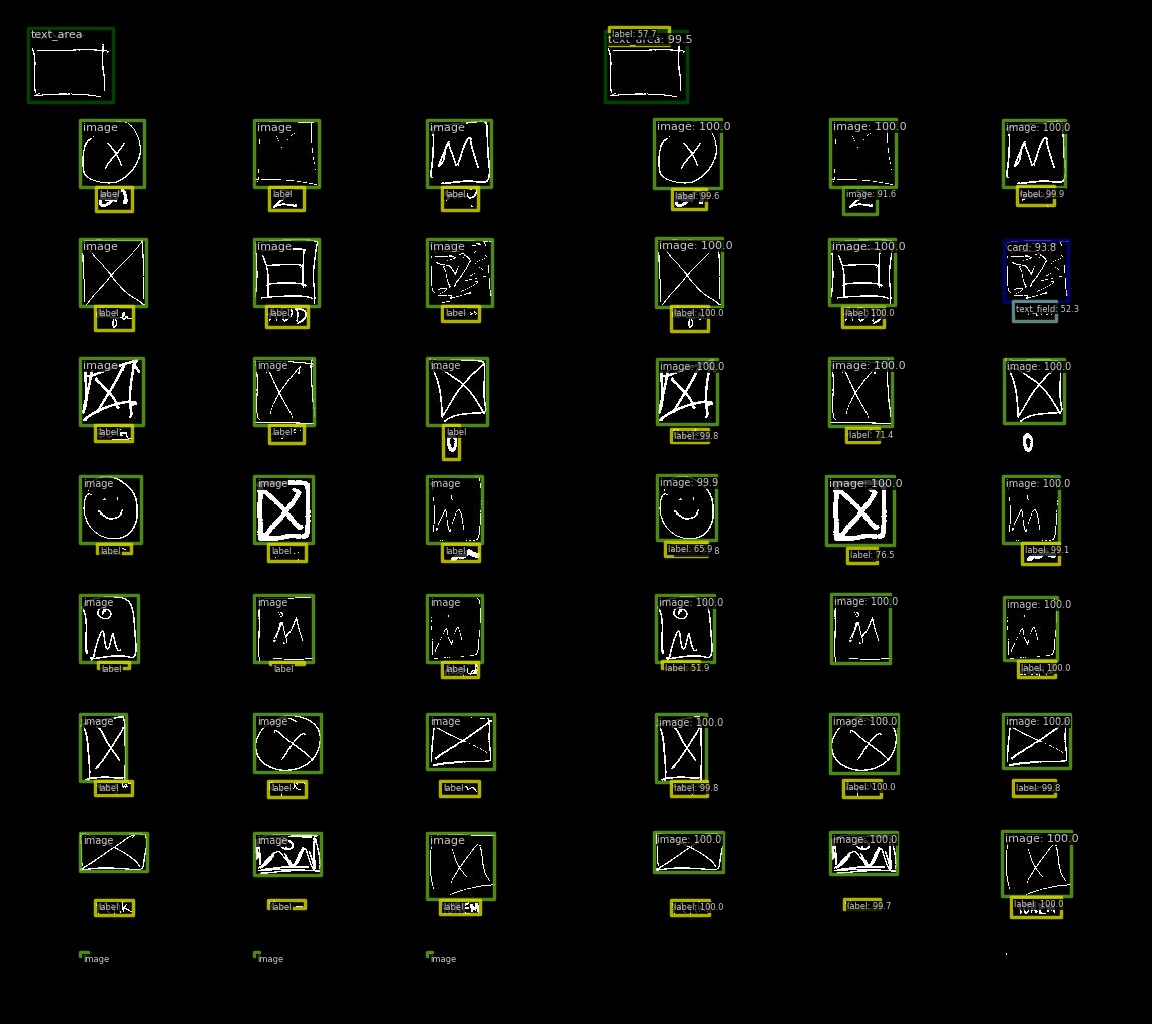 text_area label: 57.7
text_area: 99.5
image image image image: 100.0 image: 100.0 image: 100.0
label label label label: 99.6 image: 91.6 label: 99.9
image image image image: 100.0 image: 100.0 card: 93.8
label label label label: 100.0 label: 100.0 text_field: 52.3
image image image image: 100.0 image: 100.0 image: 100.0
label label label label: 99.8 label: 71.4
image image image image: 99.9 image: 100.0 image: 100.0
label label label label: 65.9 label: 76.5 label: 99.1
image image image image: 100.0 image: 100.0 image: 100.0
label label label label: 51.9 label: 100.0
image image image image: 100.0 image: 100.0 image: 100.0
label label label label: 99.8 label: 100.0 label: 99.8
image image image image: 100.0 image: 100.0 image: 100.0
label label label label: 100.0 label: 99.7 label: 100.0
image image image